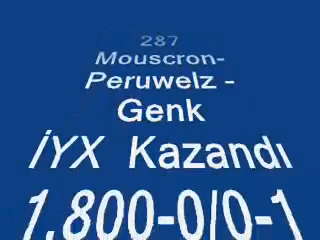 287
Mouscron-
Peruwelz -
Genk
İYX Kazandı
1.800-0/0-1